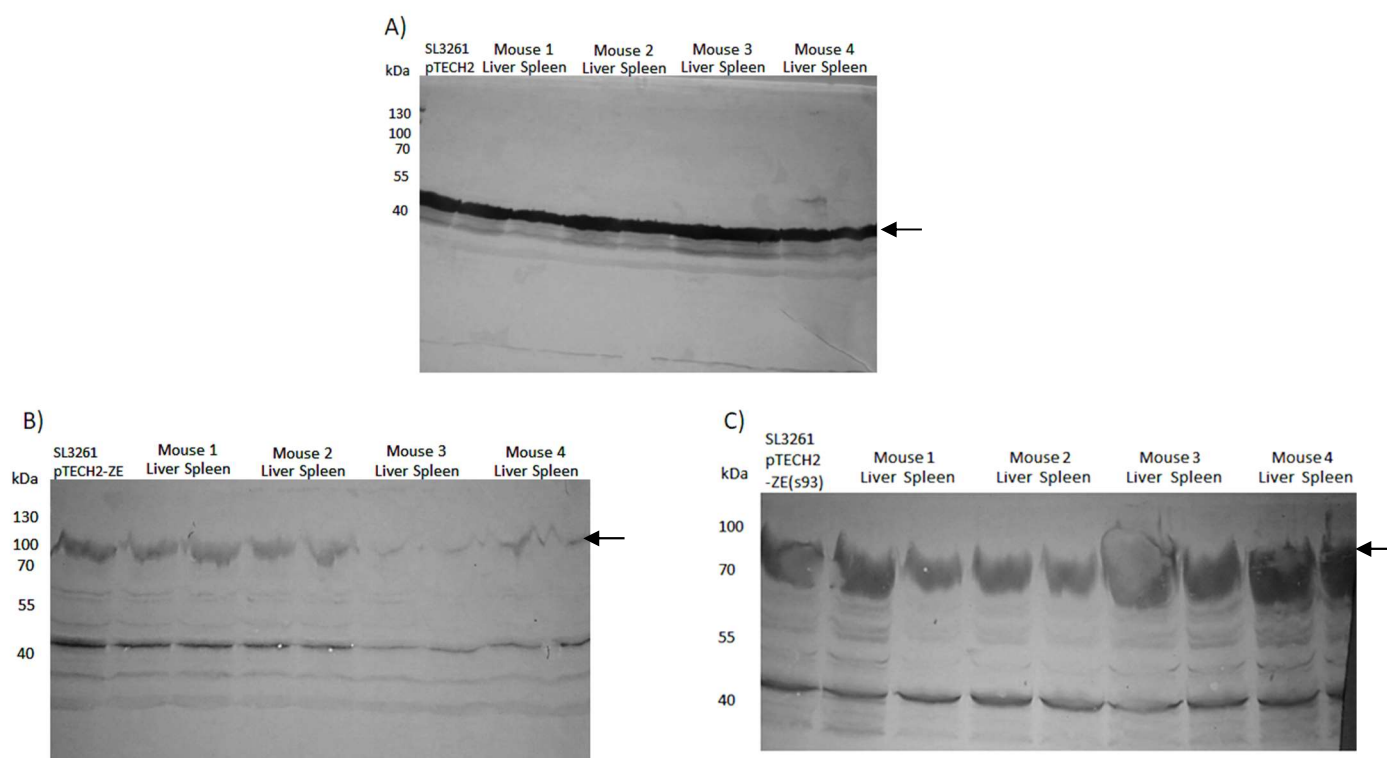 A)
SL3261 Mouse 1 Mouse 2 Mouse 3 Mouse 4
kDa pTECH2 Liver Spleen Liver Spleen Liver Spleen Liver Spleen
130
100
70
55
40
B)
SL3261 Mouse 1 Mouse 2 Mouse 3 Mouse 4
pTECH2-ZE Liver Spleen Liver Spleen Liver Spleen Liver Spleen
kDa
130
100
70
55
40
C)
SL3261
pTECH2 Mouse 1 Mouse 2 Mouse 3 Mouse 4
kDa -ZE(s93) Liver Spleen Liver Spleen Liver Spleen Liver Spleen
100
70
55
40